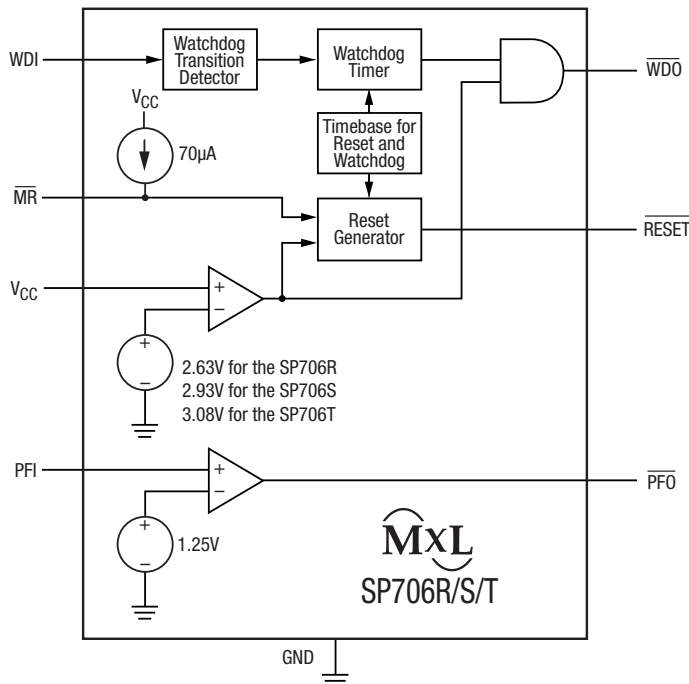 WDI
Watchdog
Transition
Detector
Watchdog
Timer
WDO
VCC
70µA
Timebase for
Reset and
Watchdog
MR
Reset
Generator
RESET
VCC
+
−
+
−
2.63V for the SP706R
2.93V for the SP706S
3.08V for the SP706T
PFI
+
−
PFO
+
−
1.25V
MXL
SP706R/S/T
GND